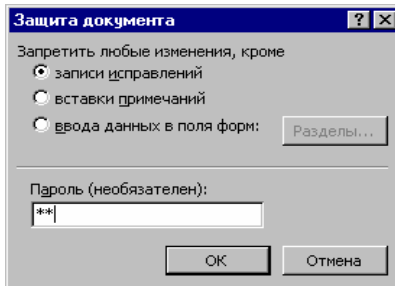 Защита документа
Запретить любые изменения, кроме
записи исправлений
вставки примечаний
ввода данных в поля форм:
Разделы...
Пароль (необязателен):
**
ОК
Отмена